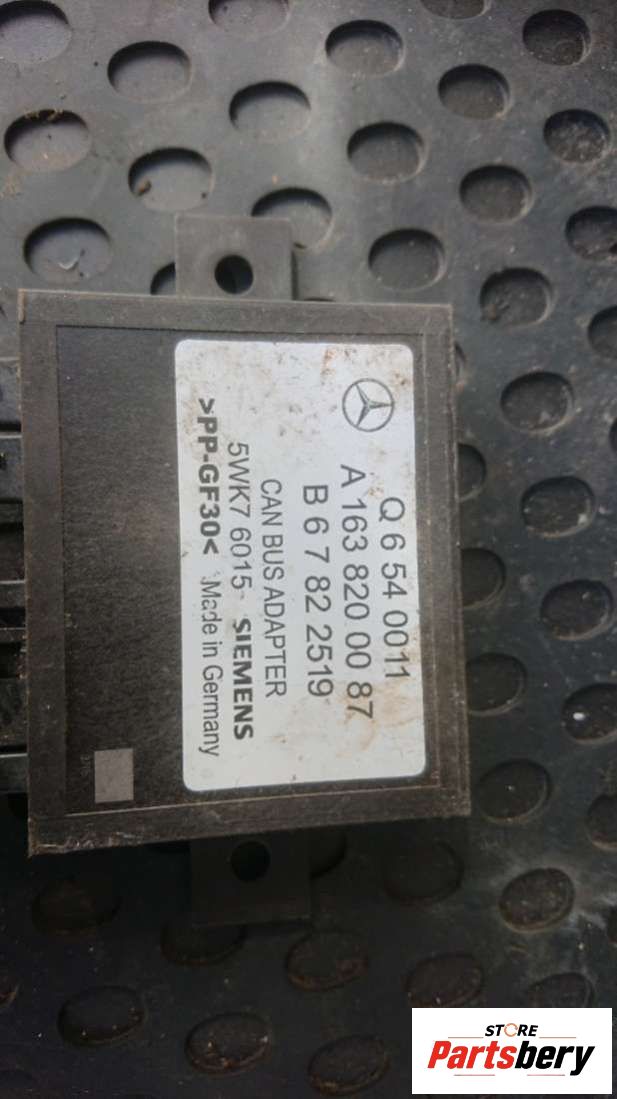 Q 6 54 0011
A 163 820 00 87
B 6 7 82 2519
CAN BUS ADAPTER
5WK7 6015 SIEMENS
>PP-GF30< Made in Germany
STORE
Partsbery